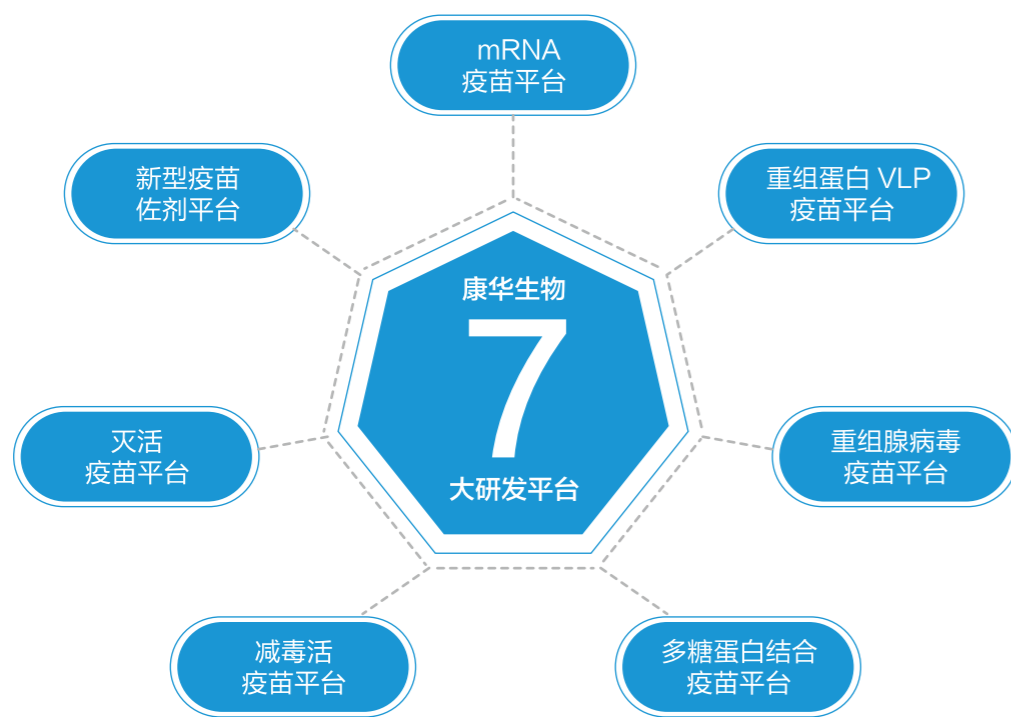 mRNA
疫苗平台
新型疫苗
佐剂平台
重组蛋白 VLP
疫苗平台
康华生物
7
大研发平台
灭活
疫苗平台
重组腺病毒
疫苗平台
减毒活
疫苗平台
多糖蛋白结合
疫苗平台